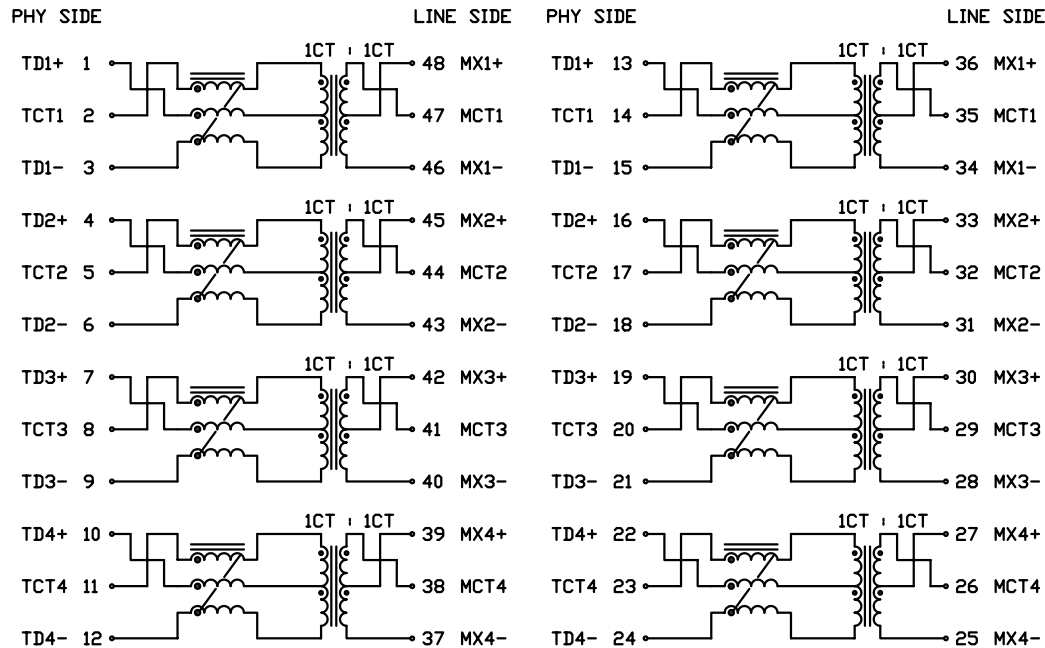 PHY SIDE LINE SIDE PHY SIDE LINE SIDE
1CT : 1CT 1CT : 1CT
TD1+ 1 48 MX1+ TD1+ 13 36 MX1+
TCT1 2 47 MCT1 TCT1 14 35 MCT1
TD1- 3 46 MX1- TD1- 15 34 MX1-
1CT : 1CT 1CT : 1CT
TD2+ 4 45 MX2+ TD2+ 16 33 MX2+
TCT2 5 44 MCT2 TCT2 17 32 MCT2
TD2- 6 43 MX2- TD2- 18 31 MX2-
1CT : 1CT 1CT : 1CT
TD3+ 7 42 MX3+ TD3+ 19 30 MX3+
TCT3 8 41 MCT3 TCT3 20 29 MCT3
TD3- 9 40 MX3- TD3- 21 28 MX3-
1CT : 1CT 1CT : 1CT
TD4+ 10 39 MX4+ TD4+ 22 27 MX4+
TCT4 11 38 MCT4 TCT4 23 26 MCT4
TD4- 12 37 MX4- TD4- 24 25 MX4-